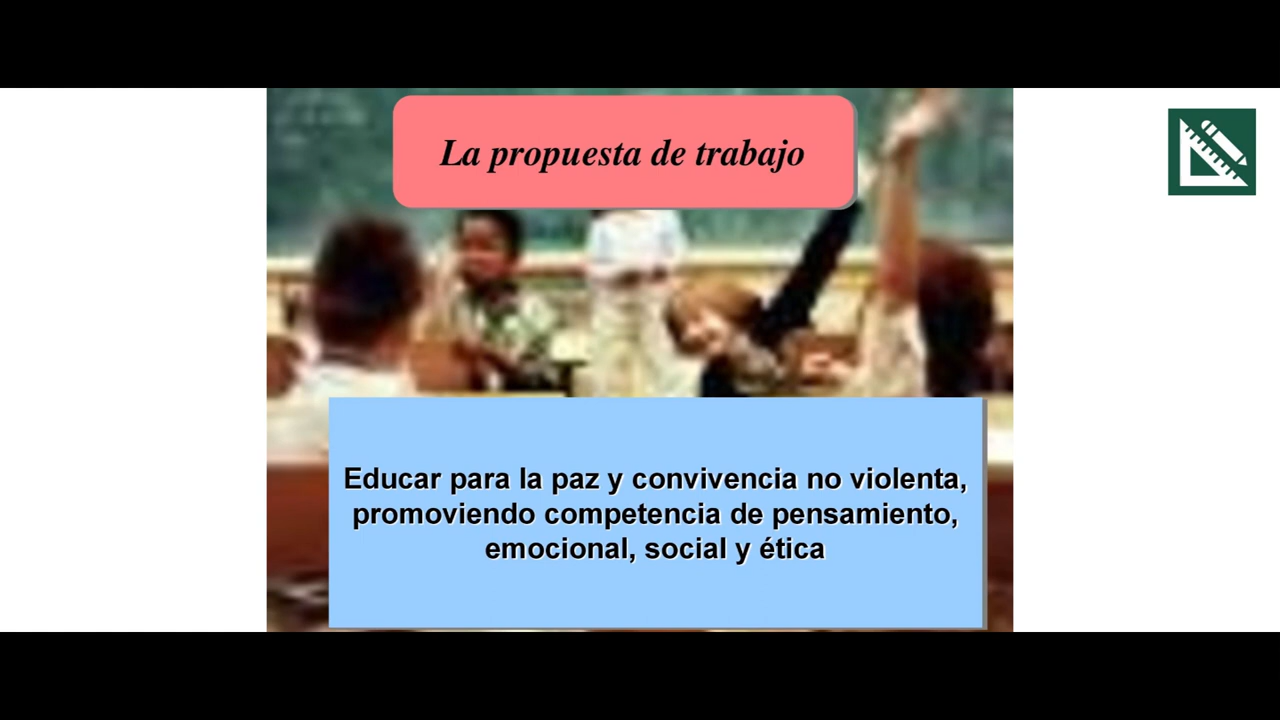 La propuesta de trabajo
Educar para la paz y convivencia no violenta,
promoviendo competencia de pensamiento,
emocional, social y ética